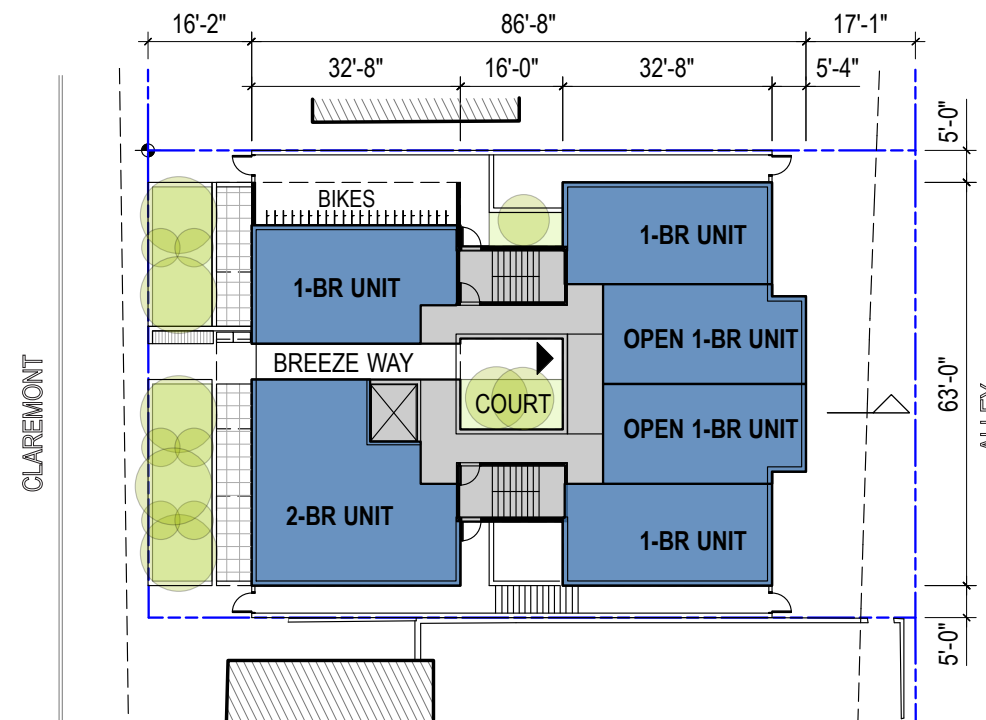 16'-2"
86'-8"
17'-1"
32'-8"
16'-0"
32'-8"
5'-4"
5'-0"
BIKES
1-BR UNIT
1-BR UNIT
OPEN 1-BR UNIT
BREEZE WAY
COURT
63'-0"
CLAREMONT
ALLEY
OPEN 1-BR UNIT
2-BR UNIT
1-BR UNIT
5'-0"